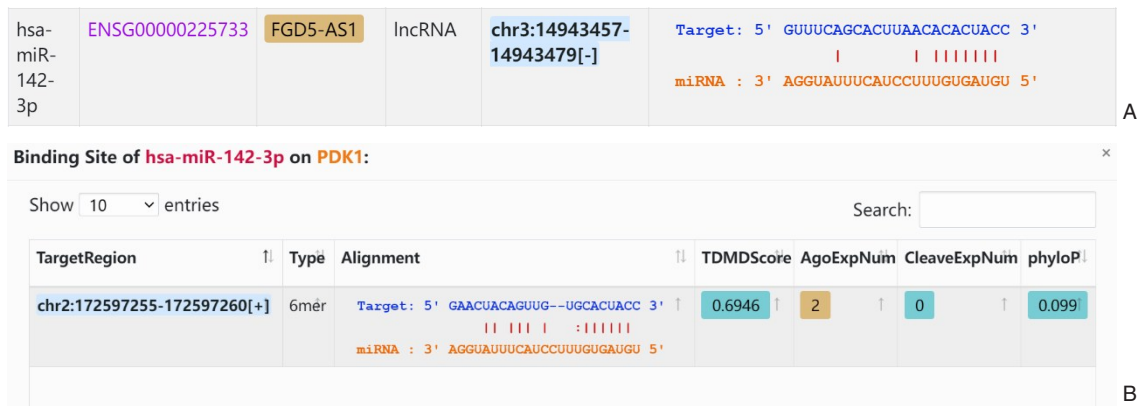 hsa-miR-142-3p ENSG00000225733 FGD5-AS1 lncRNA chr3:14943457-14943479[-]
Target: 5' GUUUCAGCACUUAACACACUACC 3'
miRNA : 3' AGGUAUUUCAUCCUUUGUGAUGU 5'
A
Binding Site of hsa-miR-142-3p on PDK1: ×
Show 10 entries Search:
TargetRegion Type Alignment TDMDScore AgoExpNum CleaveExpNum phyloP
chr2:172597255-172597260[+] 6mer Target: 5' GAACUACAGUUG--UGCACUACC 3' 0.6946 2 0 0.099
miRNA : 3' AGGUAUUUCAUCCUUUGUGAUGU 5'
B